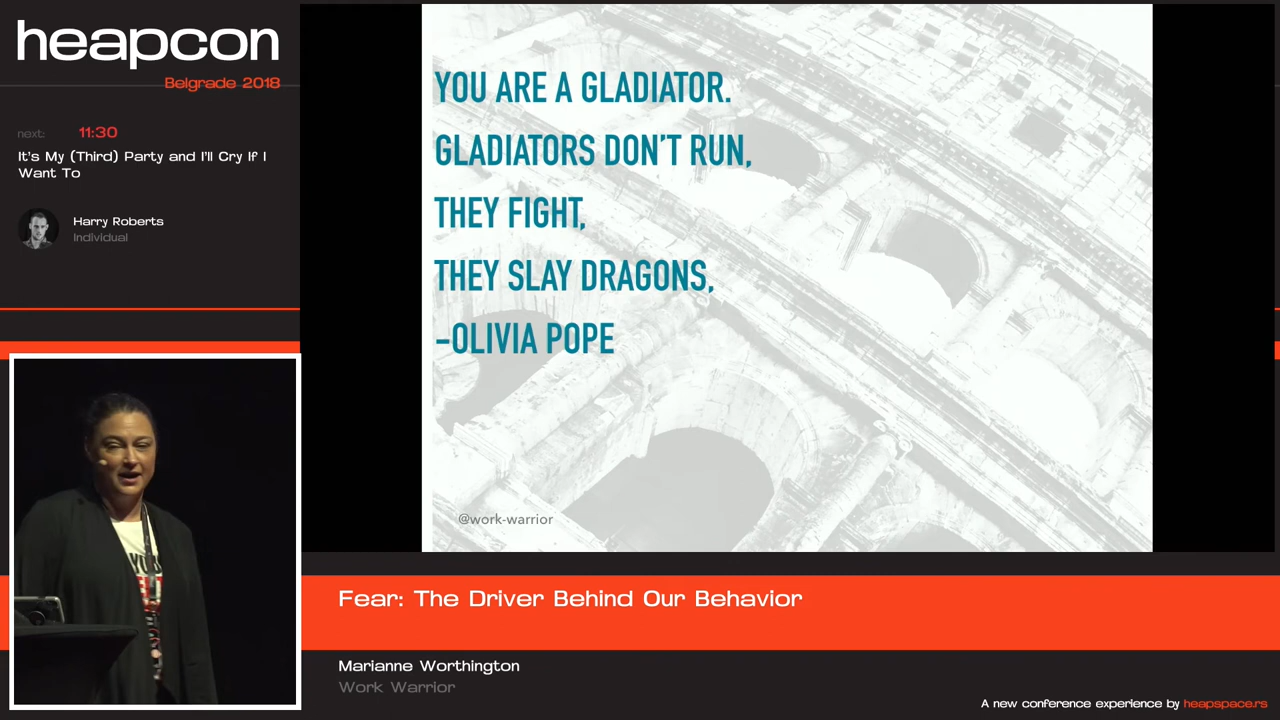 heapcon
Belgrade 2018
next: 11:30
It's My (Third) Party and I'll Cry If I
Want To
Harry Roberts
Individual
YOU ARE A GLADIATOR.
GLADIATORS DON'T RUN,
THEY FIGHT,
THEY SLAY DRAGONS,
-OLIVIA POPE
@work-warrior
Fear: The Driver Behind Our Behavior
Marianne Worthington
Work Warrior
A new conference experience by heapspace.rs